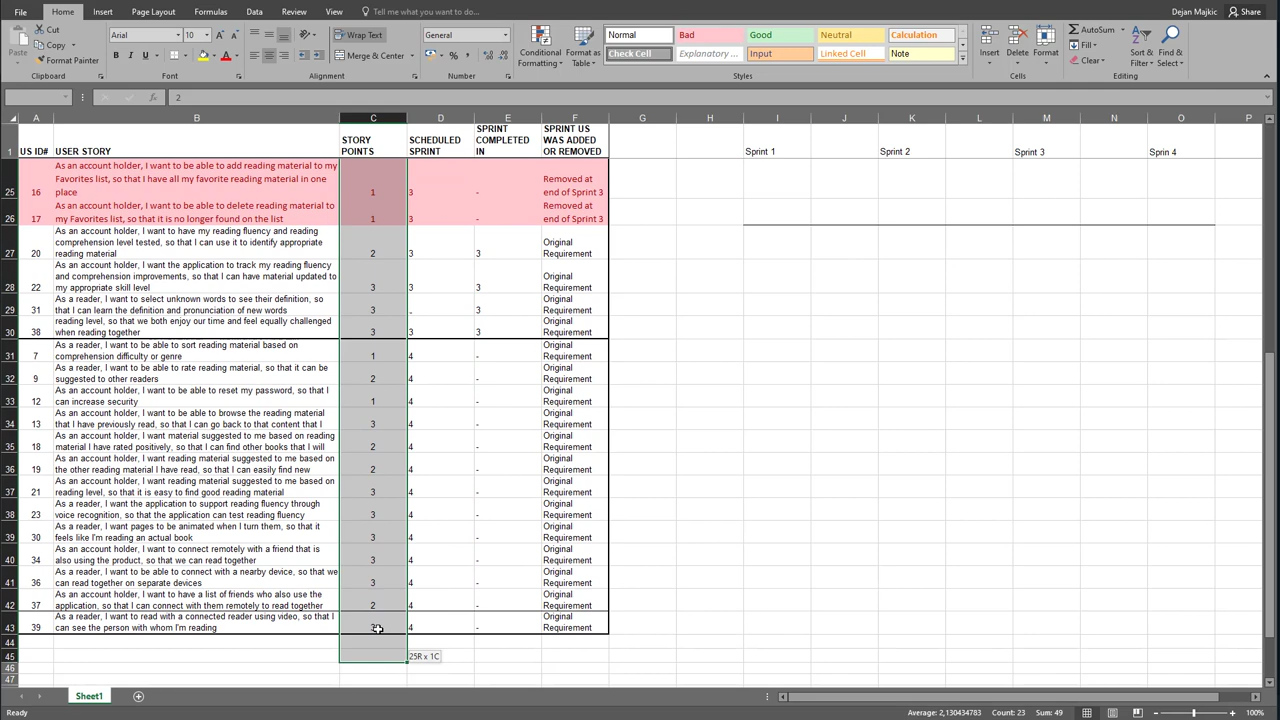 File Home Insert Page Layout Formulas Data Review View Tell me what you want to do Dejan Majkic Share
Paste
Cut
Copy
Format Painter
Clipboard
Arial 10
B I U
Font
Wrap Text
Merge & Center
Alignment
General
%
Number
Conditional Formatting
Format as Table
Normal Bad Good Neutral Calculation
Check Cell Explanatory ... Input Linked Cell Note
Styles
Insert Delete Format
Cells
AutoSum
Fill
Clear
Sort & Filter
Find & Select
Editing
fx 2
A B C D E F G H I J K L M N O P
1 US ID# USER STORY STORY POINTS SCHEDULED SPRINT SPRINT COMPLETED IN SPRINT US WAS ADDED OR REMOVED Sprint 1 Sprint 2 Sprint 3 Sprin 4
As an account holder, I want to be able to add reading material to my
Favorites list, so that I have all my favorite reading material in one Removed at
25 16 place 1 3 - end of Sprint 3
As an account holder, I want to be able to delete reading material to Removed at
26 17 my Favorites list, so that it is no longer found on the list 1 3 - end of Sprint 3
As an account holder, I want to have my reading fluency and reading
comprehension level tested, so that I can use it to identify appropriate Original
27 20 reading material 2 3 3 Requirement
As an account holder, I want the application to track my reading fluency
and comprehension improvements, so that I can have material updated to Original
28 22 my appropriate skill level 3 3 3 Requirement
As a reader, I want to select unknown words to see their definition, so Original
29 31 that I can learn the definition and pronunciation of new words 3 - 3 Requirement
reading level, so that we both enjoy our time and feel equally challenged Original
30 38 when reading together 3 3 3 Requirement
As a reader, I want to be able to sort reading material based on Original
31 7 comprehension difficulty or genre 1 4 - Requirement
As a reader, I want to be able to rate reading material, so that it can be Original
32 9 suggested to other readers 2 4 - Requirement
As an account holder, I want to be able to reset my password, so that I Original
33 12 can increase security 1 4 - Requirement
As an account holder, I want to be able to browse the reading material Original
34 13 that I have previously read, so that I can go back to that content that I 3 4 - Requirement
As an account holder, I want material suggested to me based on reading Original
35 18 material I have rated positively, so that I can find other books that I will 2 4 - Requirement
As an account holder, I want reading material suggested to me based on Original
36 19 the other reading material I have read, so that I can easily find new 2 4 - Requirement
As an account holder, I want reading material suggested to me based on Original
37 21 reading level, so that it is easy to find good reading material 3 4 - Requirement
As a reader, I want the application to support reading fluency through Original
38 23 voice recognition, so that the application can test reading fluency 3 4 - Requirement
As a reader, I want pages to be animated when I turn them, so that it Original
39 30 feels like I'm reading an actual book 3 4 - Requirement
As an account holder, I want to connect remotely with a friend that is Original
40 34 also using the product, so that we can read together 3 4 - Requirement
As a reader, I want to be able to connect with a nearby device, so that we Original
41 36 can read together on separate devices 3 4 - Requirement
As an account holder, I want to have a list of friends who also use the Original
42 37 application, so that I can connect with them remotely to read together 2 4 - Requirement
As a reader, I want to read with a connected reader using video, so that I Original
43 39 can see the person with whom I'm reading 4 - Requirement
44
45 25R x 1C
46
47
Sheet1
Ready Average: 2,130434783 Count: 23 Sum: 49 100%